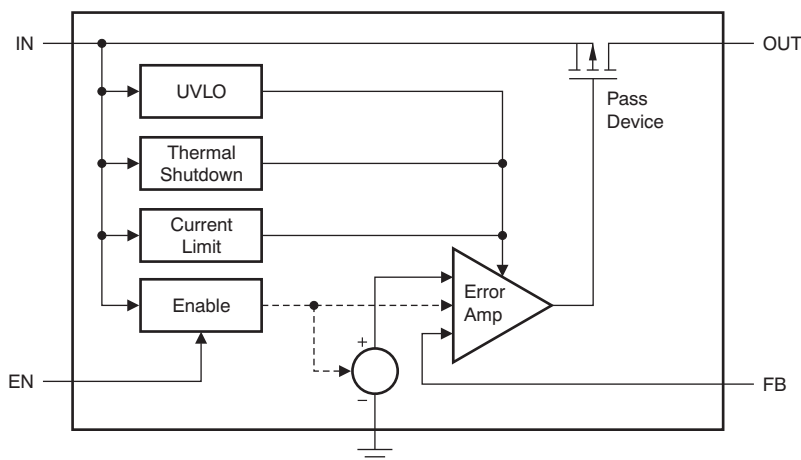 IN
OUT
UVLO
Pass
Device
Thermal
Shutdown
Current
Limit
Enable
Error
Amp
+
–
EN
FB